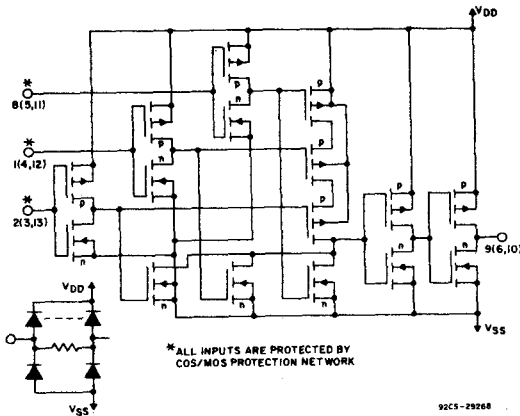 VDD
*
8(5,11)
p
n
p
*
1(4,12)
p
n
p
*
2(3,13)
p
n
p
p
p
n
n
n
n
n
n
*
9(6,10)
VDD
VSS
VSS
*ALL INPUTS ARE PROTECTED BY
COS/MOS PROTECTION NETWORK
92CS-29268